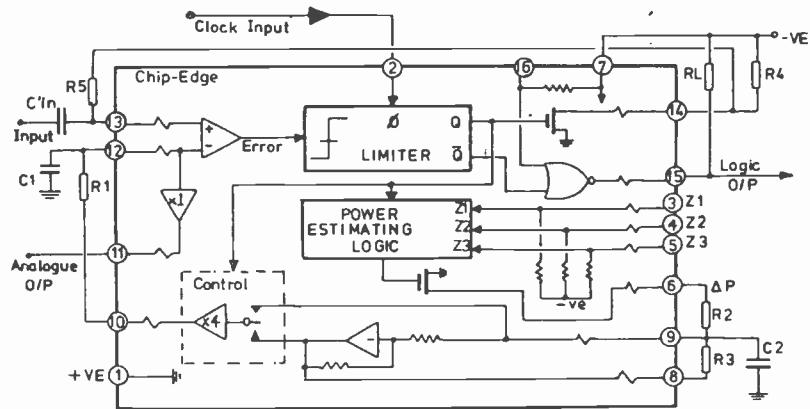 Clock Input
-VE
Chip-Edge
2
16
7
RL
R4
R5
C'In
Input
13
12
+
-
Error
Ø
LIMITER
Q
Q̅
14
15
Logic
O/P
C1
R1
x1
POWER
ESTIMATING
LOGIC
Z1
Z2
Z3
3
Z1
4
Z2
5
Z3
11
Analogue
O/P
Control
-ve
6
ΔP
10
x4
-
R2
9
R3
C2
8
+VE
1